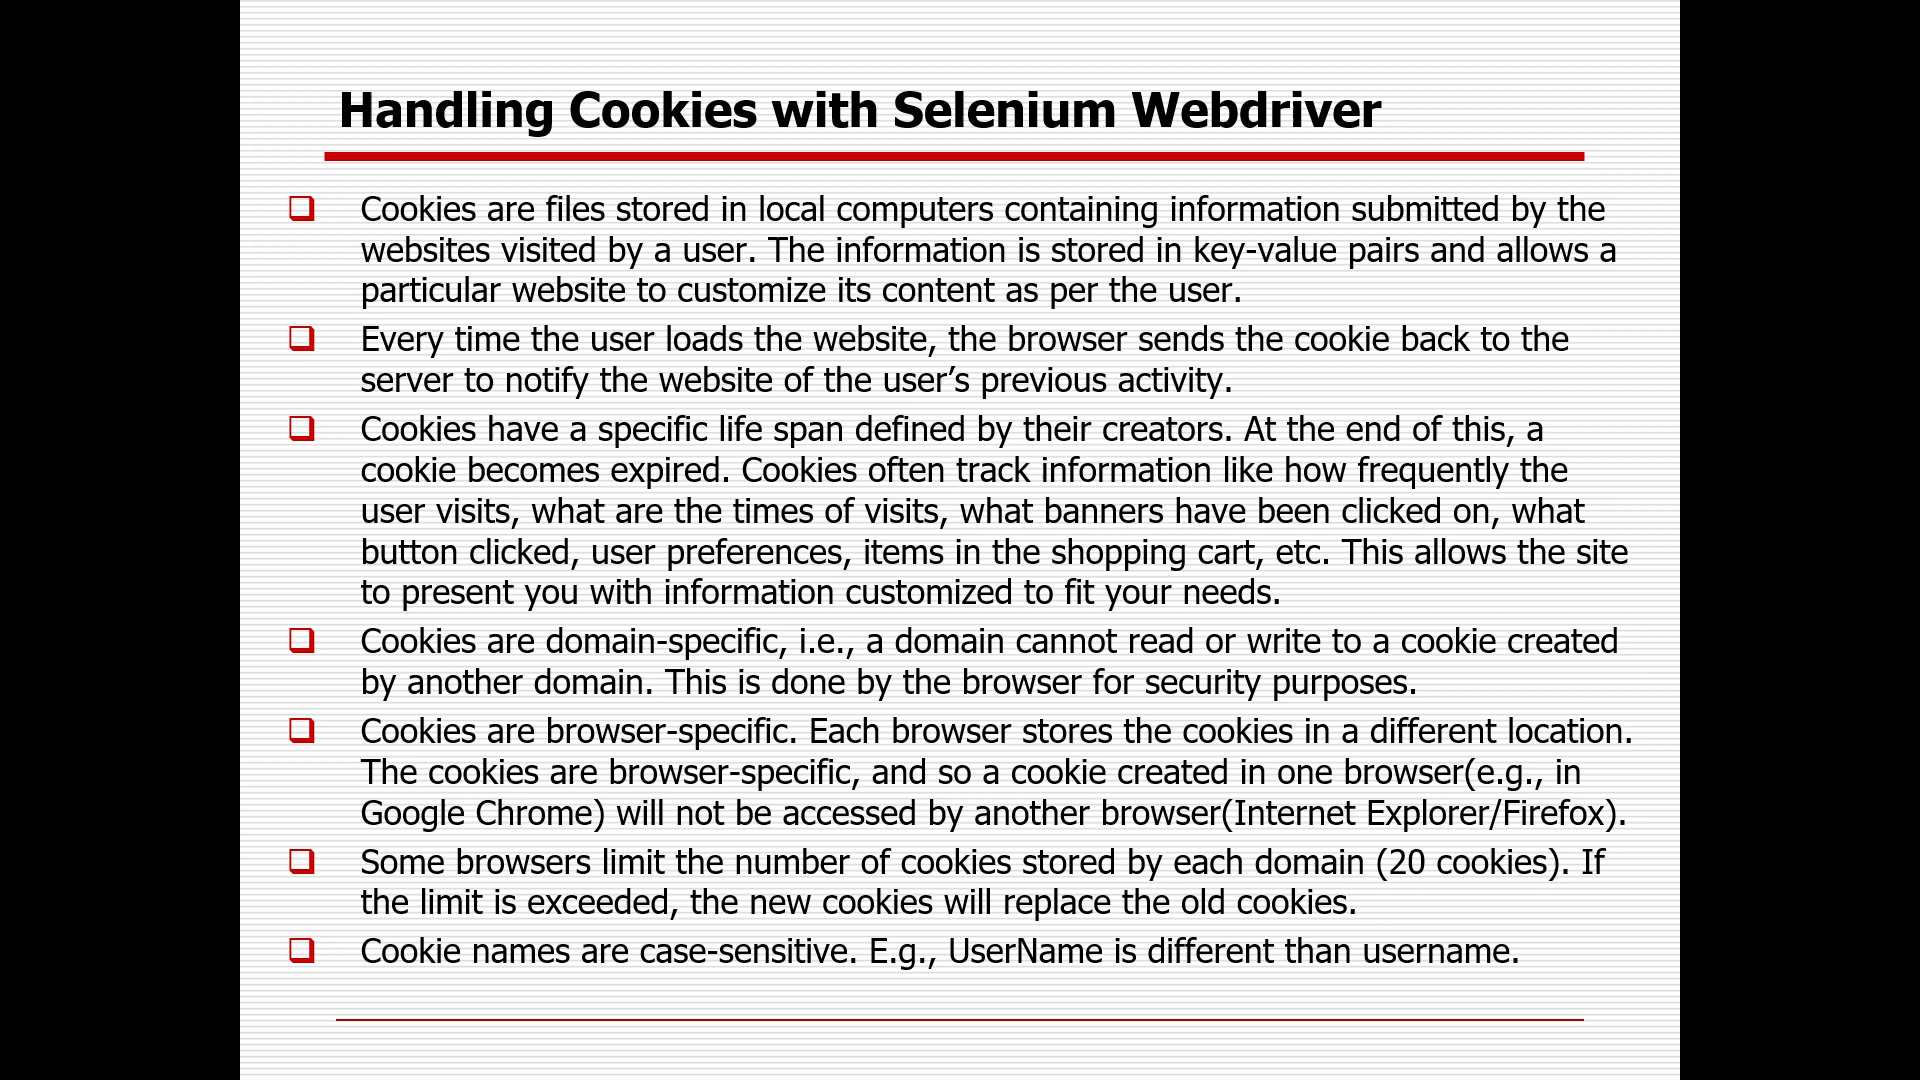 Handling Cookies with Selenium Webdriver
Cookies are files stored in local computers containing information submitted by the
websites visited by a user. The information is stored in key-value pairs and allows a
particular website to customize its content as per the user.
Every time the user loads the website, the browser sends the cookie back to the
server to notify the website of the user’s previous activity.
Cookies have a specific life span defined by their creators. At the end of this, a
cookie becomes expired. Cookies often track information like how frequently the
user visits, what are the times of visits, what banners have been clicked on, what
button clicked, user preferences, items in the shopping cart, etc. This allows the site
to present you with information customized to fit your needs.
Cookies are domain-specific, i.e., a domain cannot read or write to a cookie created
by another domain. This is done by the browser for security purposes.
Cookies are browser-specific. Each browser stores the cookies in a different location.
The cookies are browser-specific, and so a cookie created in one browser(e.g., in
Google Chrome) will not be accessed by another browser(Internet Explorer/Firefox).
Some browsers limit the number of cookies stored by each domain (20 cookies). If
the limit is exceeded, the new cookies will replace the old cookies.
Cookie names are case-sensitive. E.g., UserName is different than username.